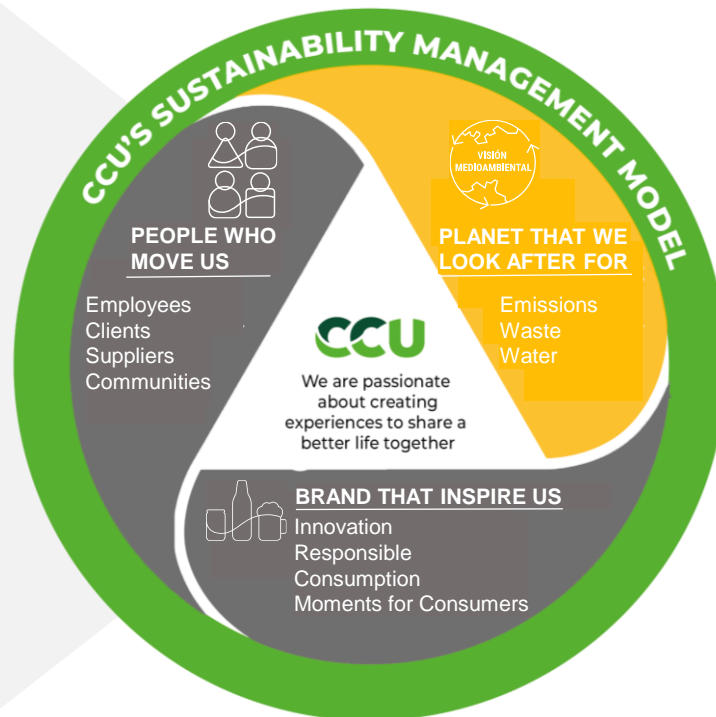 CCU'S SUSTAINABILITY MANAGEMENT MODEL
PEOPLE WHO
MOVE US
Employees
Clients
Suppliers
Communities
VISIÓN
MEDIOAMBIENTAL
PLANET THAT WE
LOOK AFTER FOR
Emissions
Waste
Water
CCU
We are passionate
about creating
experiences to share a
better life together
BRAND THAT INSPIRE US
Innovation
Responsible
Consumption
Moments for Consumers